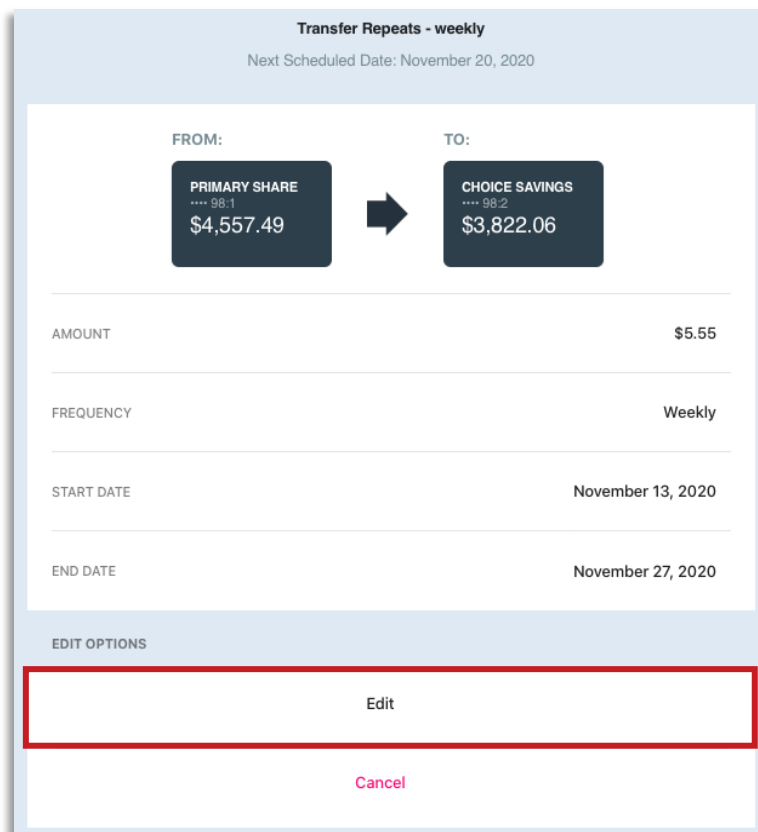 Transfer Repeats - weekly
Next Scheduled Date: November 20, 2020
FROM:
TO:
PRIMARY SHARE
•••• 98:1
$4,557.49
CHOICE SAVINGS
•••• 98:2
$3,822.06
AMOUNT
$5.55
FREQUENCY
Weekly
START DATE
November 13, 2020
END DATE
November 27, 2020
EDIT OPTIONS
Edit
Cancel